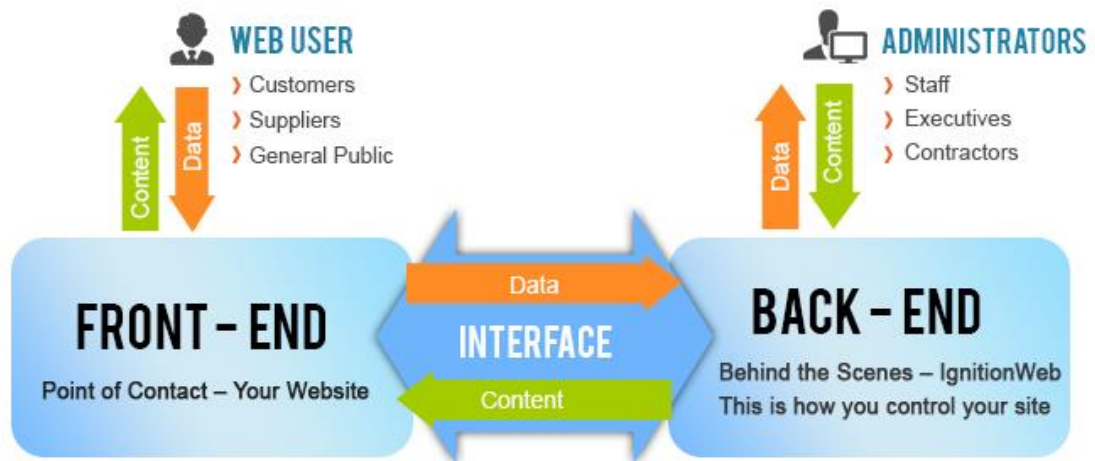 WEB USER
Customers
Suppliers
General Public
Content
Data
ADMINISTRATORS
Staff
Executives
Contractors
Data
Content
FRONT – END
Point of Contact – Your Website
Data
INTERFACE
Content
BACK – END
Behind the Scenes – IgnitionWeb
This is how you control your site